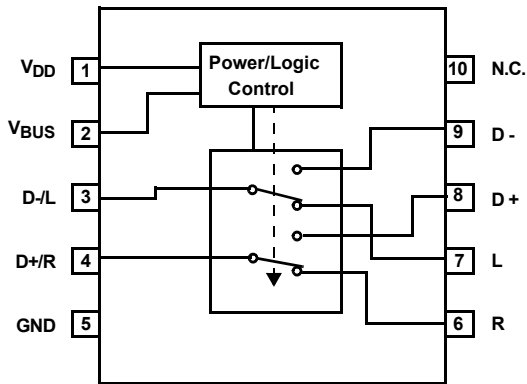 Power/Logic
Control
VDD 1
VBUS 2
D-/L 3
D+/R 4
GND 5
10 N.C.
9 D -
8 D +
7 L
6 R